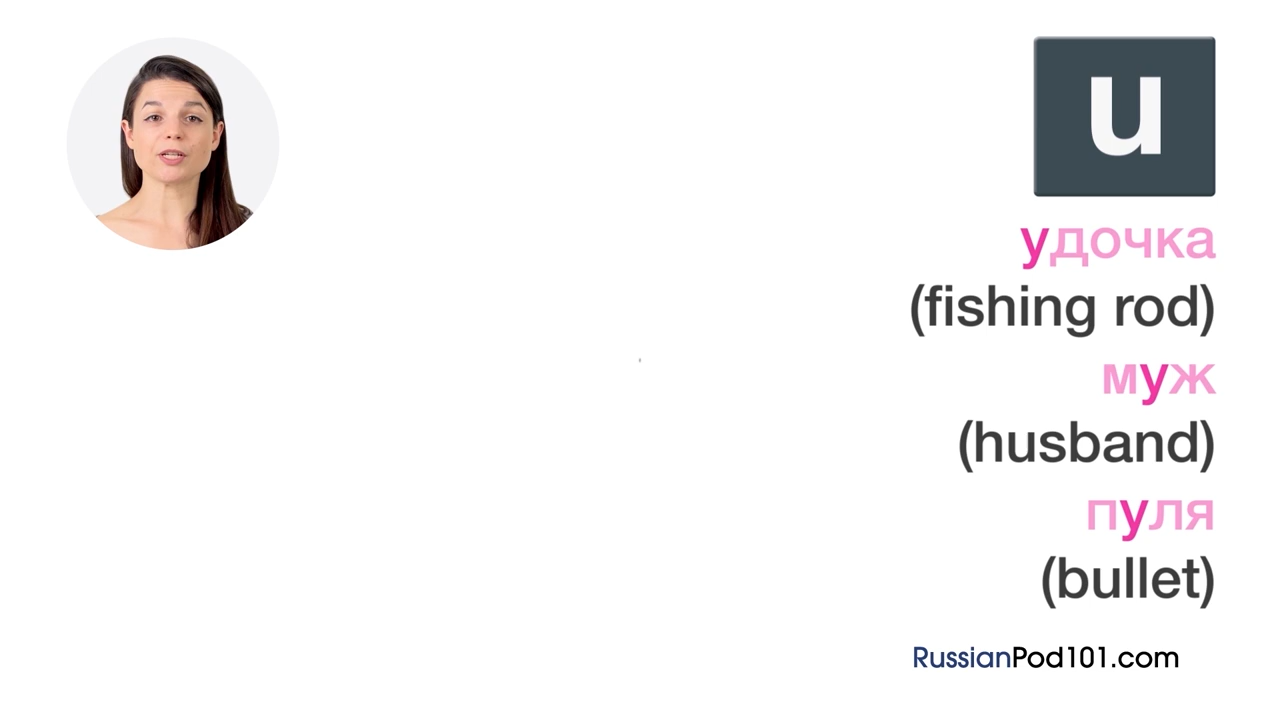 u
удочка
(fishing rod)
муж
(husband)
пуля
(bullet)
RussianPod101.com